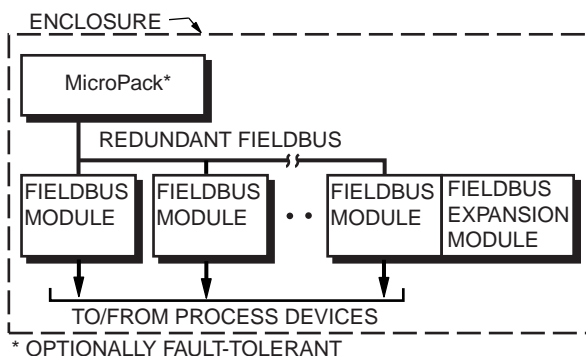 ENCLOSURE
MicroPack*
REDUNDANT FIELDBUS
FIELDBUS
MODULE
FIELDBUS
MODULE
FIELDBUS
MODULE
FIELDBUS
EXPANSION
MODULE
TO/FROM PROCESS DEVICES
* OPTIONALLY FAULT-TOLERANT